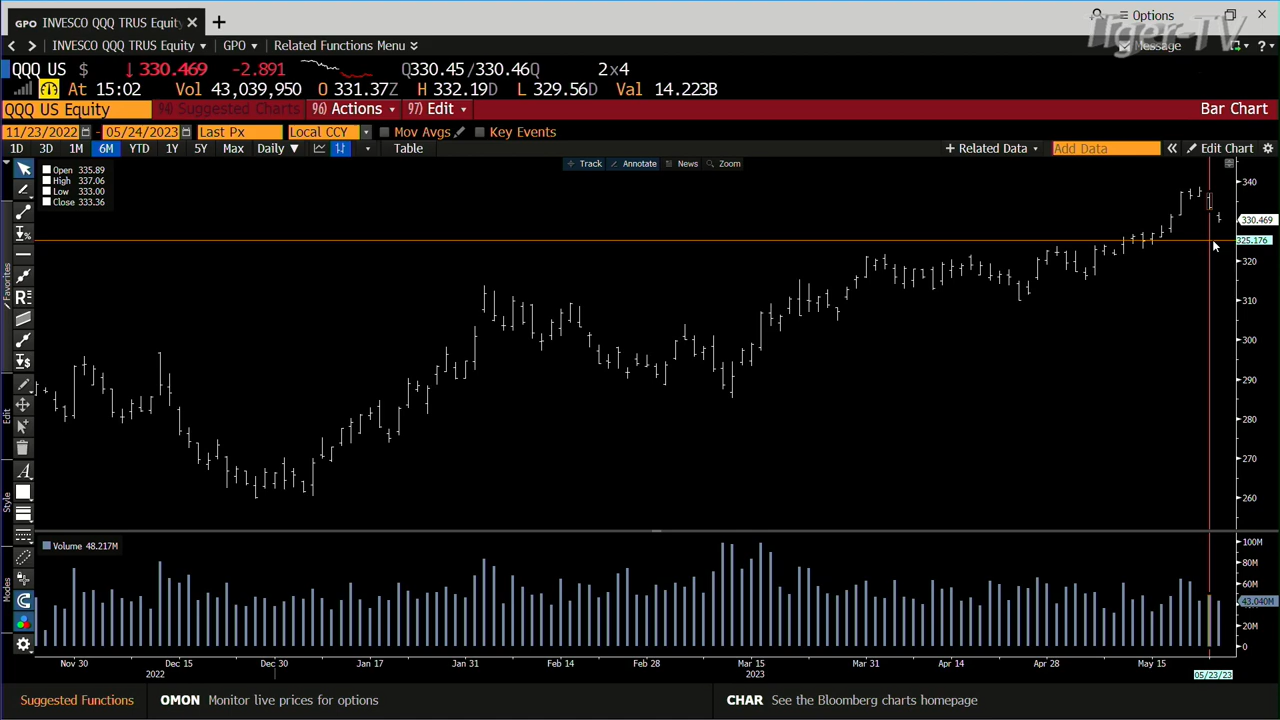 GPO INVESCO QQQ TRUS Equity
Options
INVESCO QQQ TRUS Equity GPO Related Functions Menu Message ?
Tiger-TV
QQQ US $ ↓330.469 -2.891 Q330.45/330.46Q 2x4
At 15:02 Vol 43,039,950 O 331.37Z H 332.19D L 329.56D Val 14.223B
QQQ US Equity 94) Suggested Charts 96) Actions 97) Edit Bar Chart
11/23/2022 - 05/24/2023 Last Px Local CCY Mov Avgs Key Events
1D 3D 1M 6M YTD 1Y 5Y Max Daily ▼ Table + Related Data Add Data « Edit Chart
Track Annotate News Zoom
Open 335.89
High 337.06
Low 333.00
Close 333.36
340
330.469
325.176
320
310
300
290
280
270
260
Favorites
Edit
Style
Modes
Volume 48.217M
100M
80M
60M
43.040M
20M
0
Nov 30 Dec 15 Dec 30 Jan 17 Jan 31 Feb 14 Feb 28 Mar 15 Mar 31 Apr 14 Apr 28 May 15
2022 2023 05/23/23
Suggested Functions OMON Monitor live prices for options CHAR See the Bloomberg charts homepage